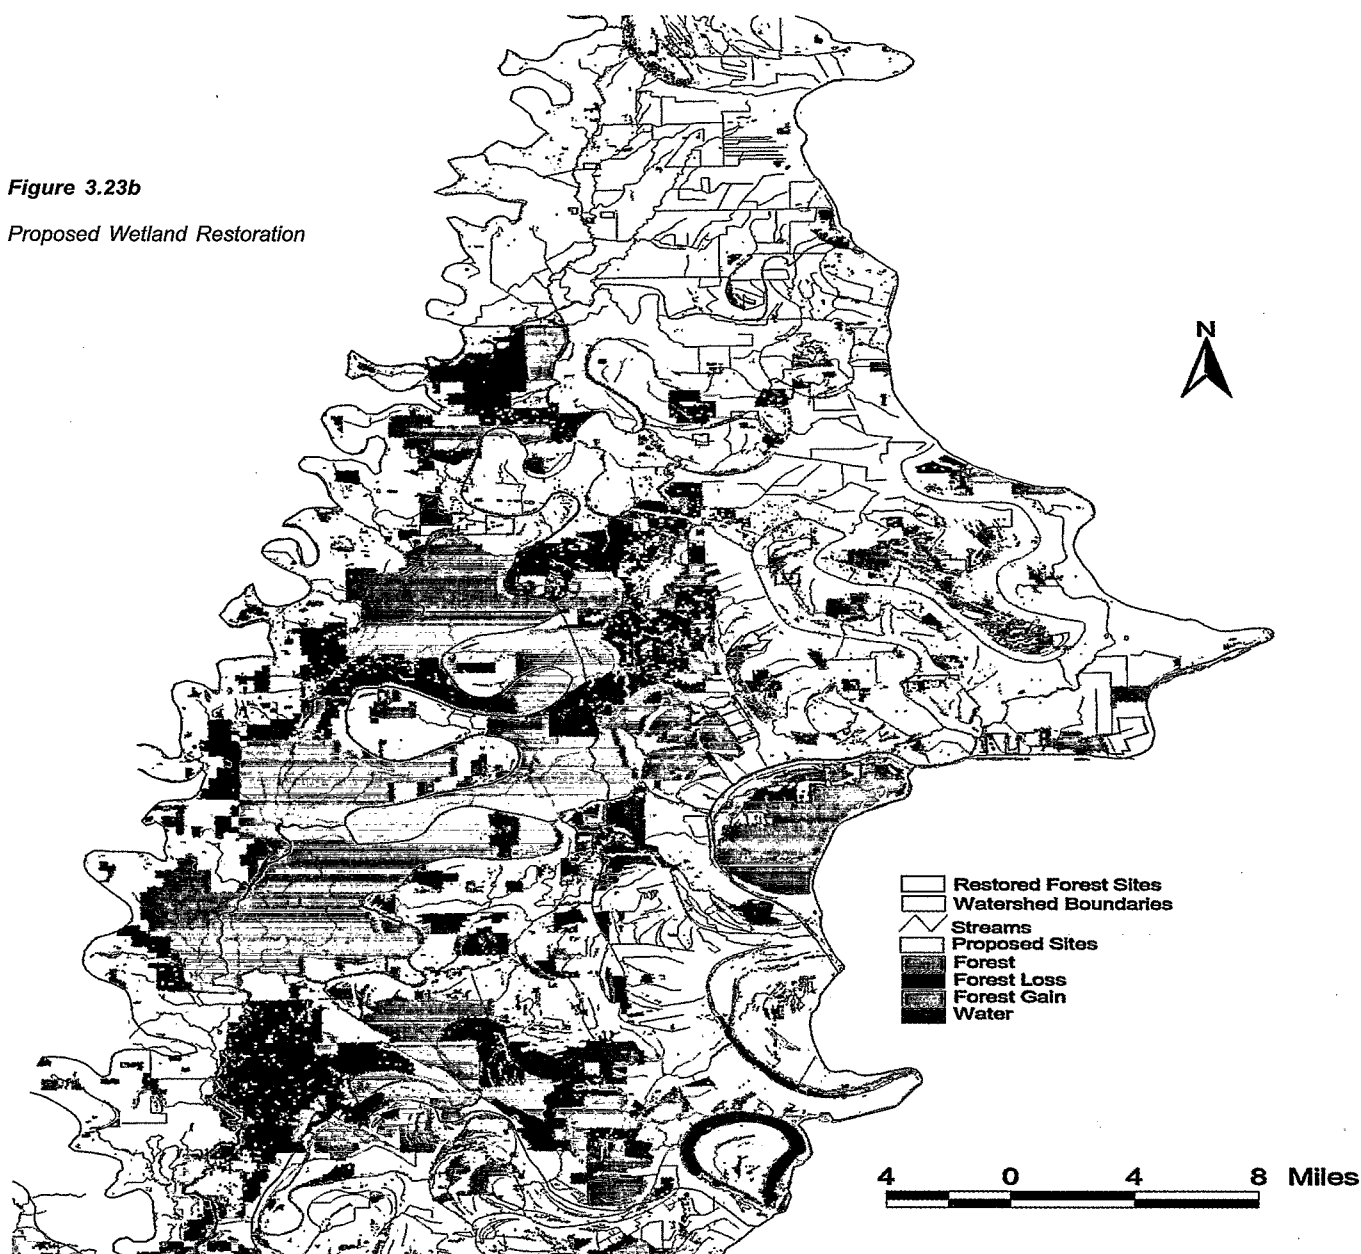 Figure 3.23b
Proposed Wetland Restoration
N
Restored Forest Sites
Watershed Boundaries
Streams
Proposed Sites
Forest
Forest Loss
Forest Gain
Water
4 0 4 8 Miles